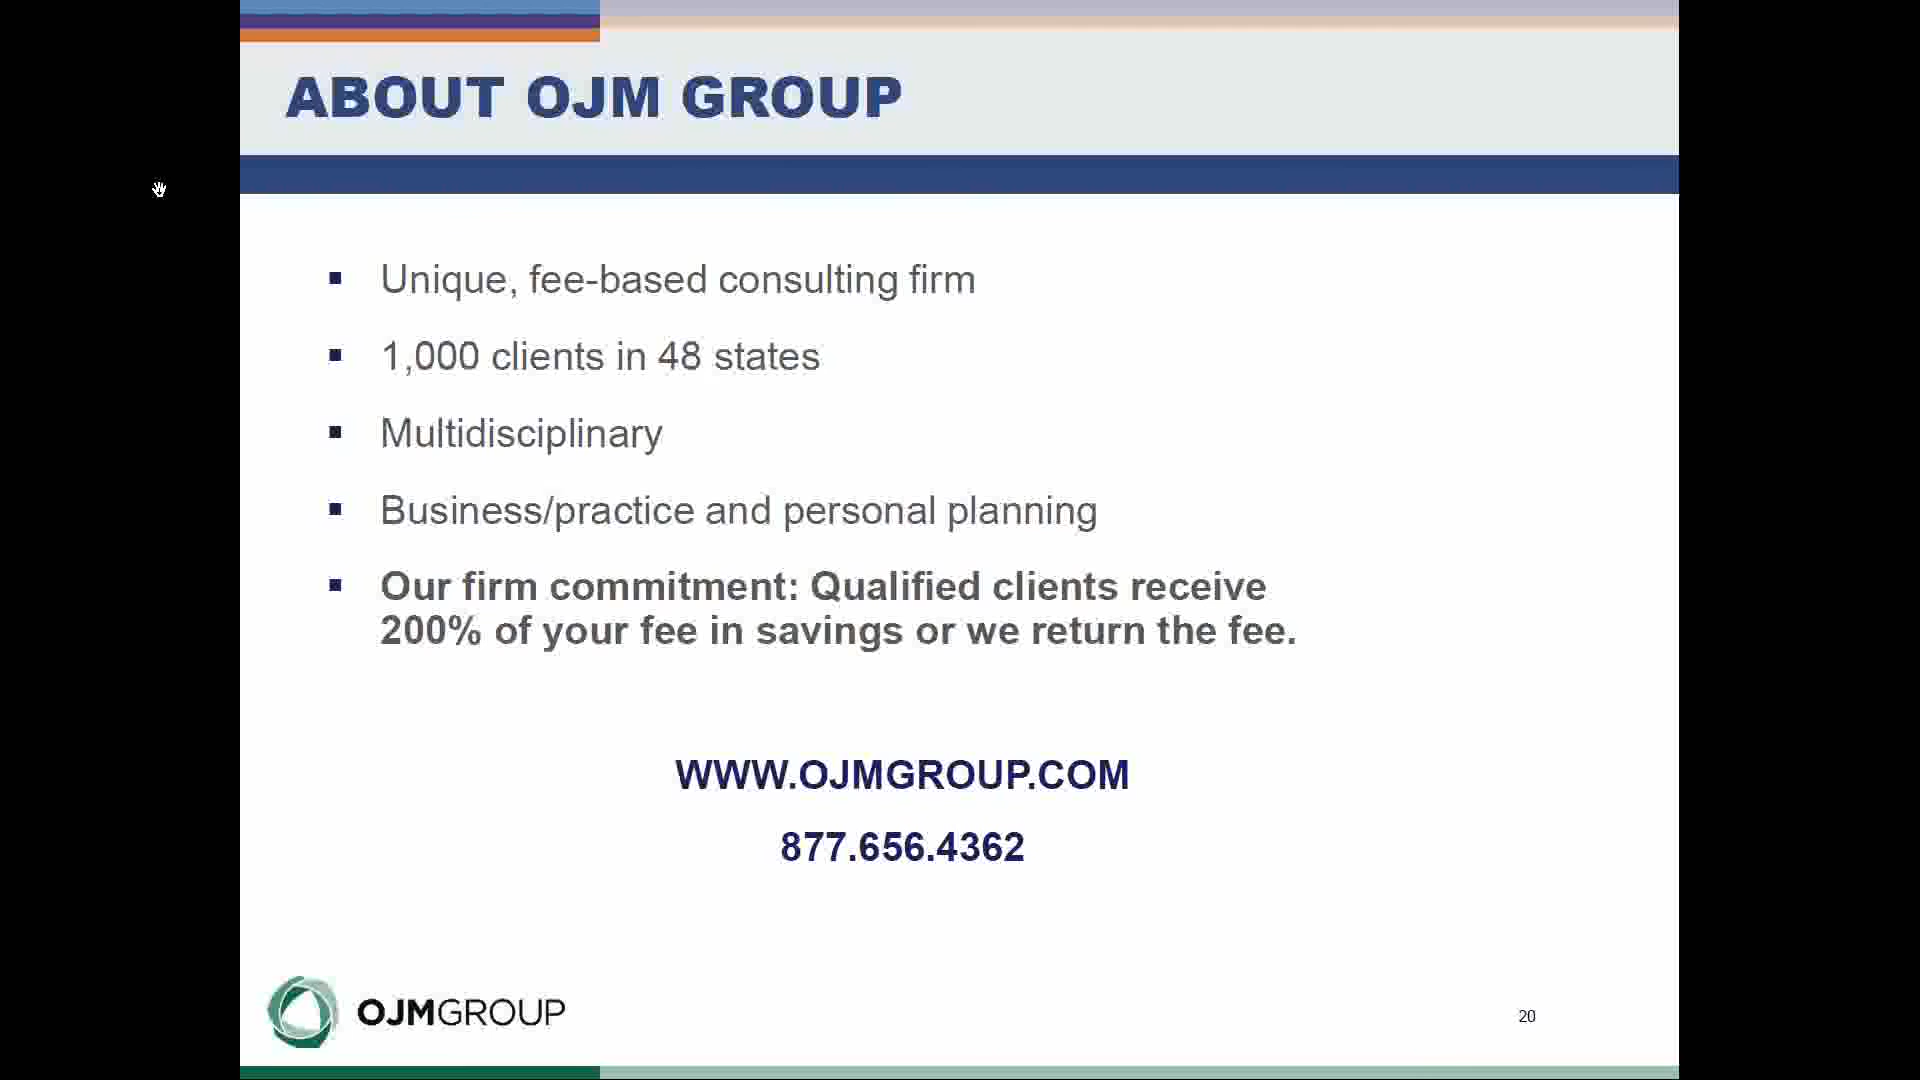 ABOUT OJM GROUP
▪ Unique, fee-based consulting firm
▪ 1,000 clients in 48 states
▪ Multidisciplinary
▪ Business/practice and personal planning
▪ Our firm commitment: Qualified clients receive
200% of your fee in savings or we return the fee.
WWW.OJMGROUP.COM
877.656.4362
OJMGROUP
20